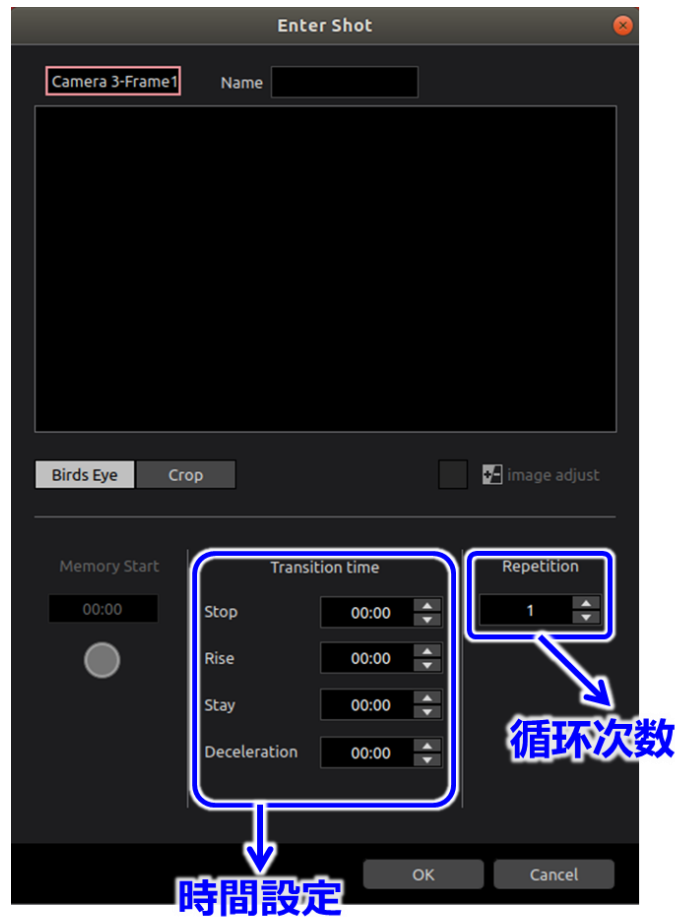 Enter Shot
Camera 3-Frame1 Name
Birds Eye Crop image adjust
Memory Start Transition time Repetition
00:00 Stop 00:00 1
Rise 00:00
Stay 00:00
Deceleration 00:00
循环次数
OK Cancel
時間設定